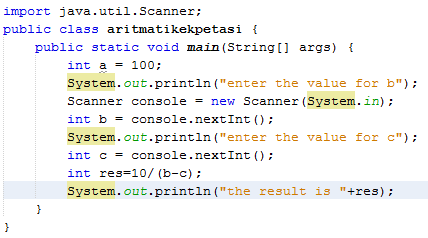 import java.util.Scanner;
public class aritmatikekpetasi {
public static void main(String[] args) {
int a = 100;
System.out.println("enter the value for b");
Scanner console = new Scanner(System.in);
int b = console.nextInt();
System.out.println("enter the value for c");
int c = console.nextInt();
int res=10/(b-c);
System.out.println("the result is "+res);
}
}